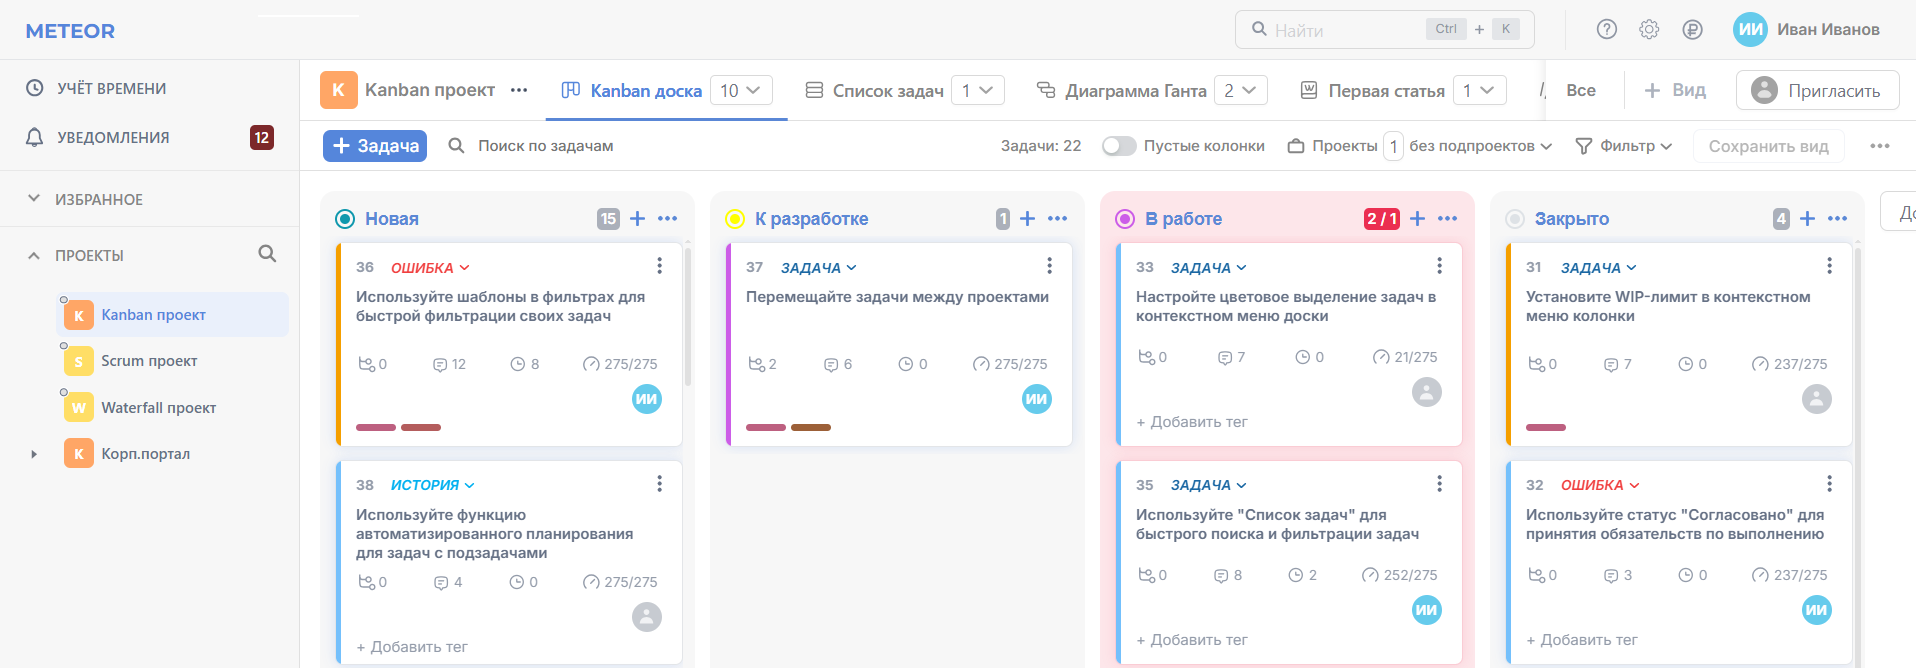 METEOR
Найти Ctrl + K
ИИ Иван Иванов
УЧЁТ ВРЕМЕНИ
УВЕДОМЛЕНИЯ 12
ИЗБРАННОЕ
ПРОЕКТЫ
K Kanban проект
S Scrum проект
W Waterfall проект
К Корп.портал
K Kanban проект ••• Kanban доска 10 Список задач 1 Диаграмма Ганта 2 Первая статья 1 Все + Вид Пригласить
+ Задача Поиск по задачам Задачи: 22 Пустые колонки Проекты 1 без подпроектов Фильтр Сохранить вид •••
Новая 15 + •••
36 ОШИБКА
Используйте шаблоны в фильтрах для
быстрой фильтрации своих задач
0 12 8 275/275
ИИ
38 ИСТОРИЯ
Используйте функцию
автоматизированного планирования
для задач с подзадачами
0 4 0 275/275
+ Добавить тег
К разработке 1 + •••
37 ЗАДАЧА
Перемещайте задачи между проектами
2 6 0 275/275
ИИ
В работе 2 / 1 + •••
33 ЗАДАЧА
Настройте цветовое выделение задач в
контекстном меню доски
0 7 0 21/275
+ Добавить тег
35 ЗАДАЧА
Используйте "Список задач" для
быстрого поиска и фильтрации задач
0 8 2 252/275
ИИ
+ Добавить тег
Закрыто 4 + •••
31 ЗАДАЧА
Установите WIP-лимит в контекстном
меню колонки
0 7 0 237/275
32 ОШИБКА
Используйте статус "Согласовано" для
принятия обязательств по выполнению
0 3 0 237/275
ИИ
+ Добавить тег